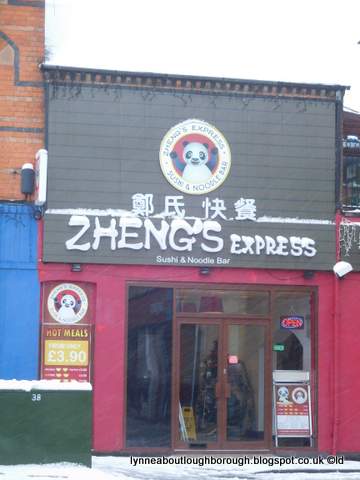 ZHENG'S EXPRESS
SUSHI & NOODLE BAR
鄭氏 快餐
ZHENG'S EXPRESS
Sushi & Noodle Bar
HOT MEALS
FROM ONLY
£3.90
OPEN
38
lynneaboutloughborough.blogspot.co.uk ©ld